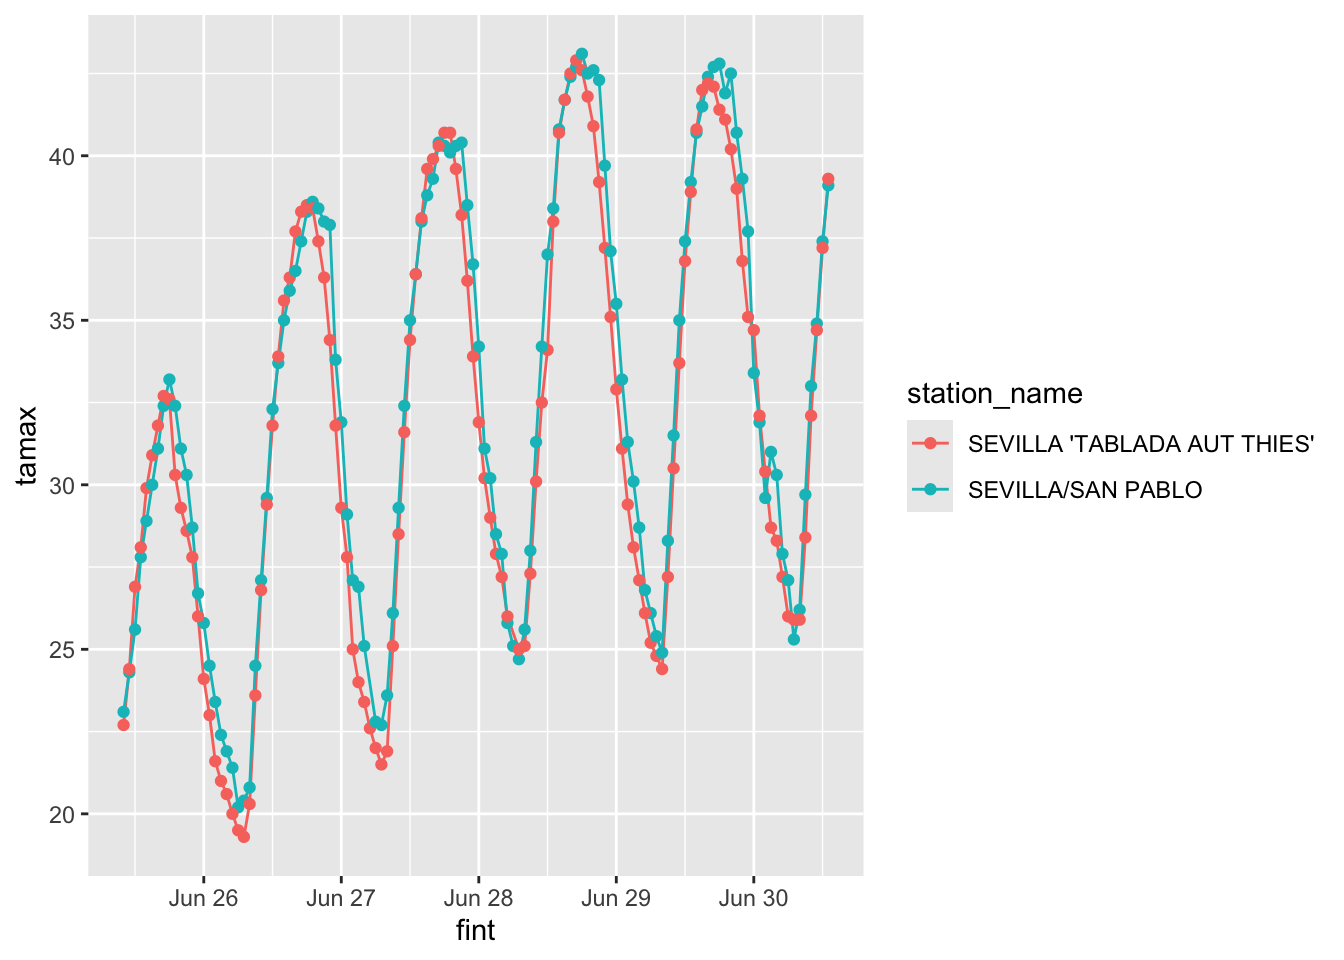 40
35
30
25
20
tamax
Jun 26
Jun 27
Jun 28
Jun 29
Jun 30
fint
station_name
SEVILLA 'TABLADA AUT THIES'
SEVILLA/SAN PABLO